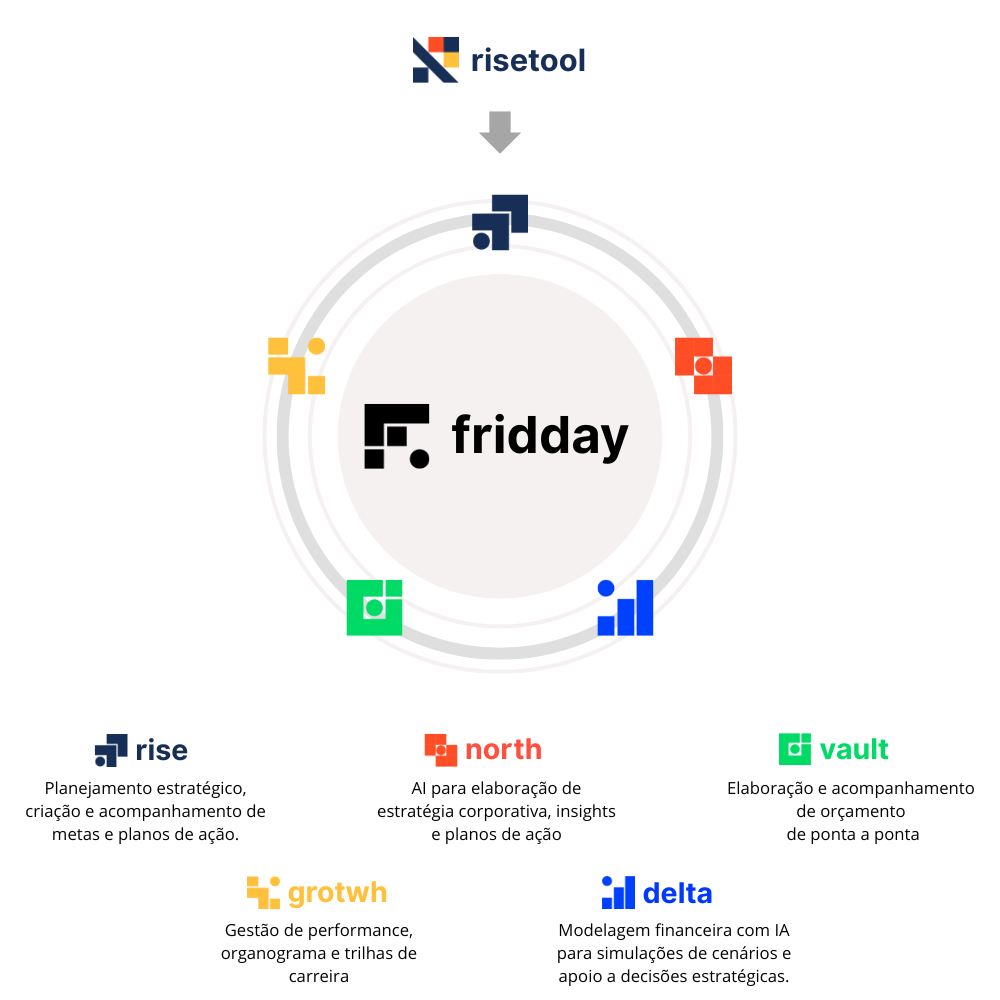 risetool
fridday
rise
Planejamento estratégico,
criação e acompanhamento de
metas e planos de ação.
north
AI para elaboração de
estratégia corporativa, insights
e planos de ação
vault
Elaboração e acompanhamento
de orçamento
de ponta a ponta
grotwh
Gestão de performance,
organograma e trilhas de
carreira
delta
Modelagem financeira com IA
para simulações de cenários e
apoio a decisões estratégicas.